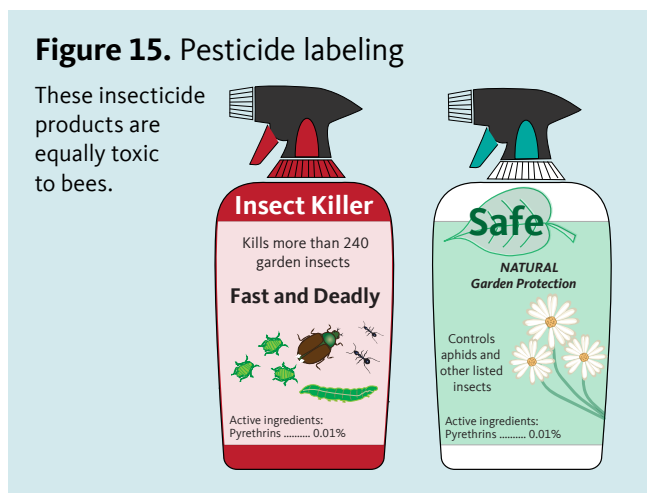 Figure 15. Pesticide labeling
These insecticide
products are
equally toxic
to bees.
Insect Killer
Kills more than 240
garden insects
Fast and Deadly
Active ingredients:
Pyrethrins .......... 0.01%
Safe
NATURAL
Garden Protection
Controls
aphids and
other listed
insects
Active ingredients:
Pyrethrins .......... 0.01%